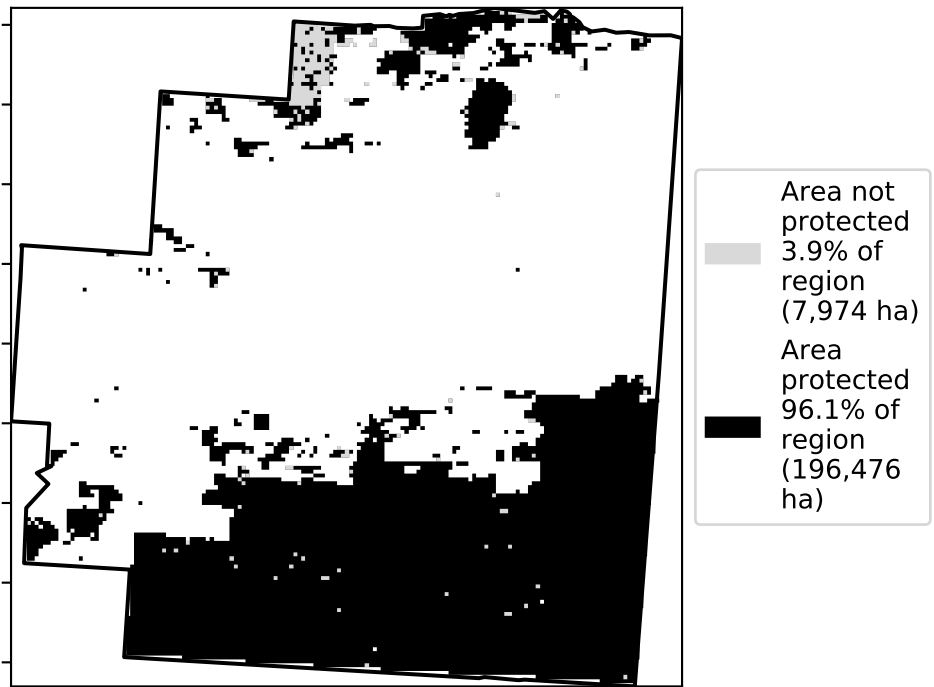 Area not
protected
3.9% of
region
(7,974 ha)
Area
protected
96.1% of
region
(196,476
ha)